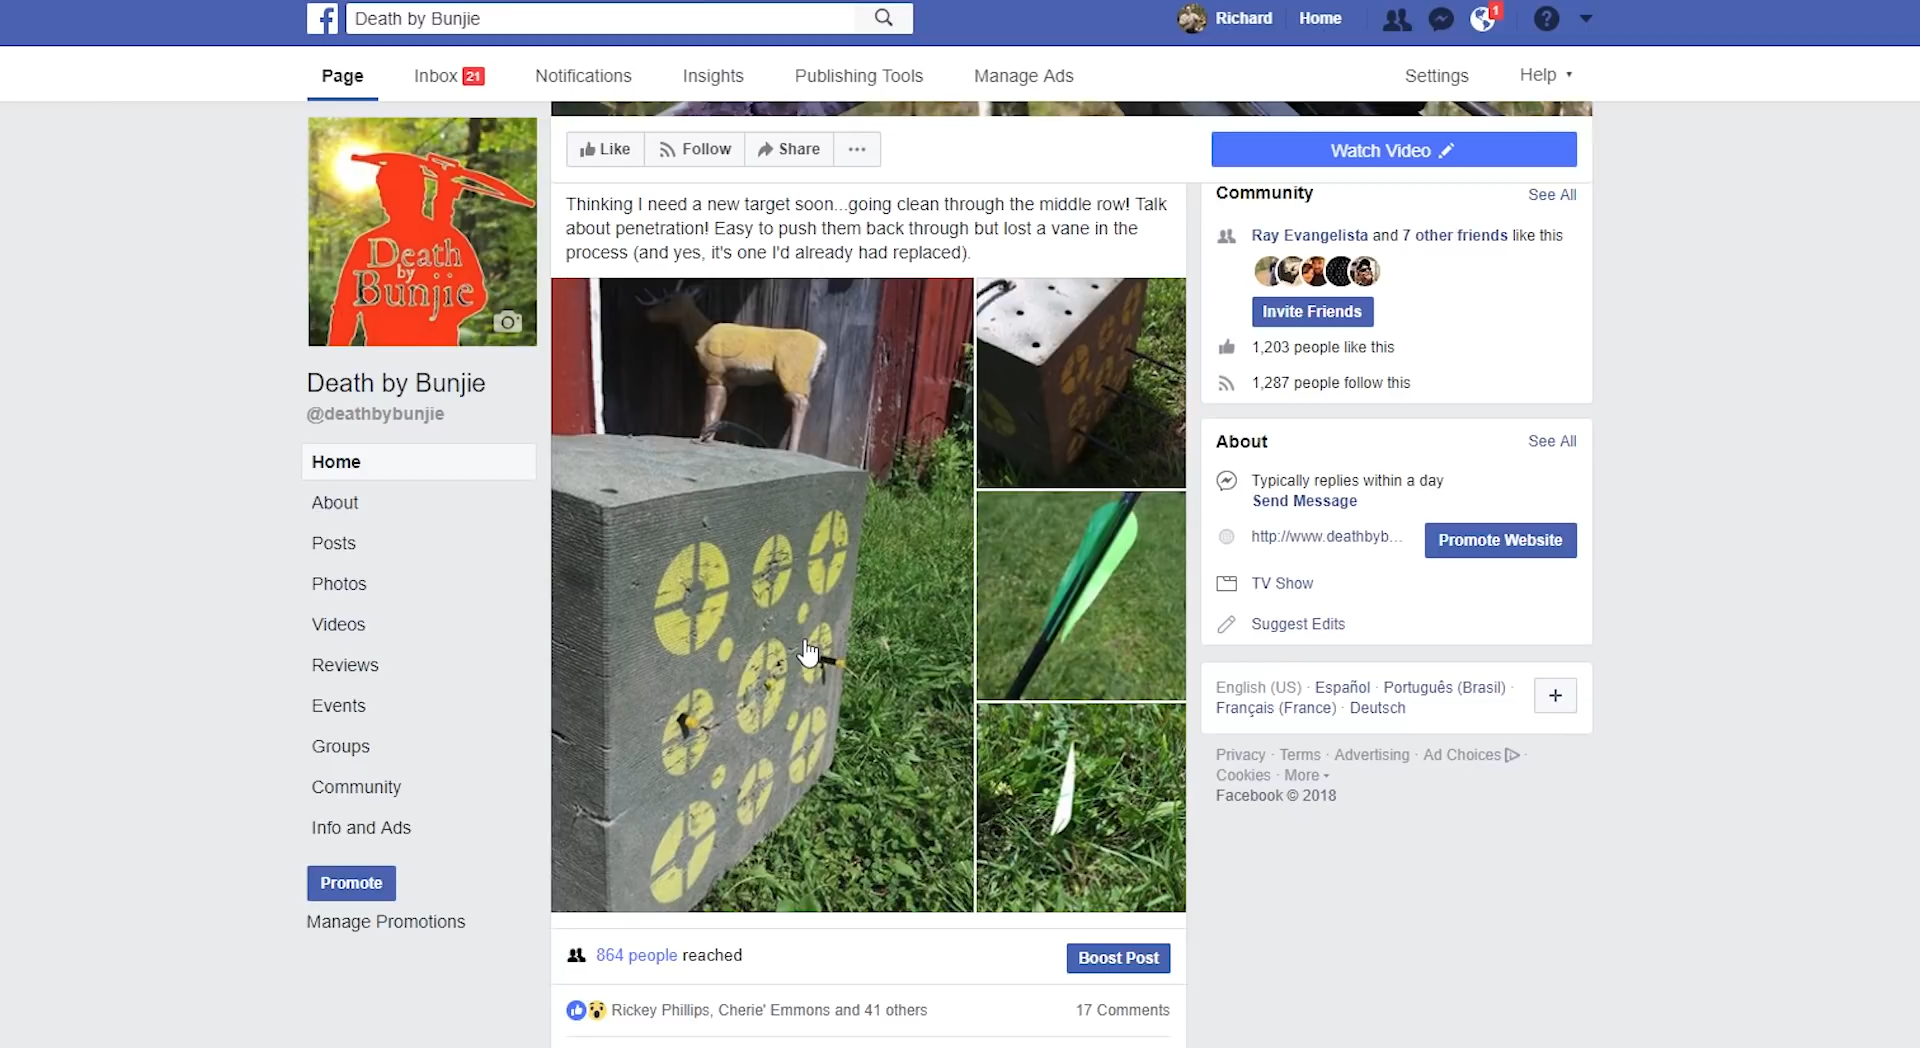 Death by Bunjie
Richard
Home
1
Page
Inbox 21
Notifications
Insights
Publishing Tools
Manage Ads
Settings
Help
Death
by
Bunjie
Death by Bunjie
@deathbybunjie
Home
About
Posts
Photos
Videos
Reviews
Events
Groups
Community
Info and Ads
Promote
Manage Promotions
Like
Follow
Share
Watch Video
Thinking I need a new target soon...going clean through the middle row! Talk
about penetration! Easy to push them back through but lost a vane in the
process (and yes, it's one I'd already had replaced).
864 people reached
Boost Post
Rickey Phillips, Cherie' Emmons and 41 others
17 Comments
Community
See All
Ray Evangelista and 7 other friends like this
Invite Friends
1,203 people like this
1,287 people follow this
About
See All
Typically replies within a day
Send Message
http://www.deathbyb...
Promote Website
TV Show
Suggest Edits
English (US) · Español · Português (Brasil) ·
Français (France) · Deutsch
Privacy · Terms · Advertising · Ad Choices ·
Cookies · More
Facebook © 2018